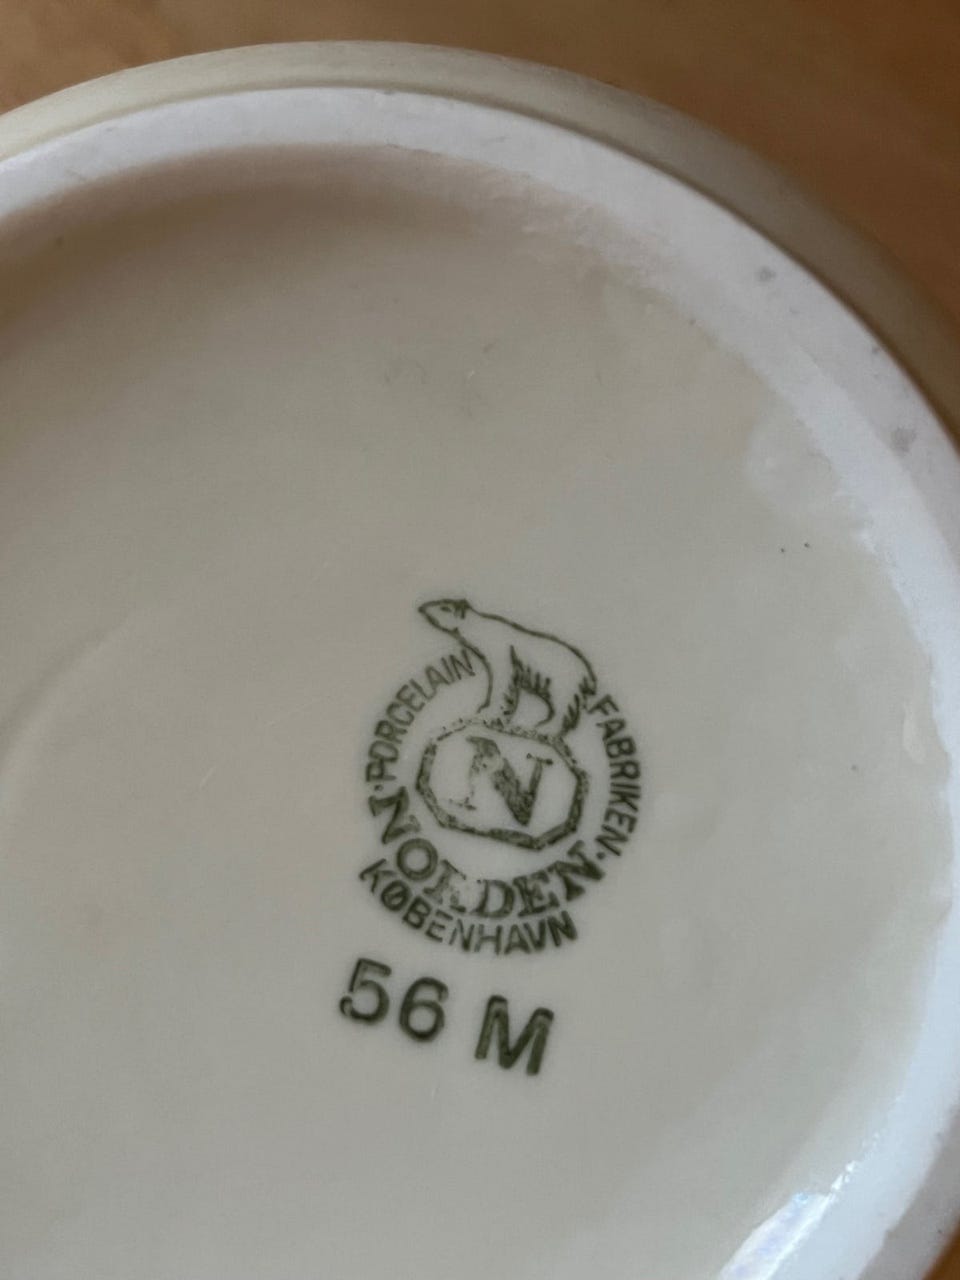 PORCELAIN FABRIKEN
N
NORDEN
KØBENHAVN
56 M